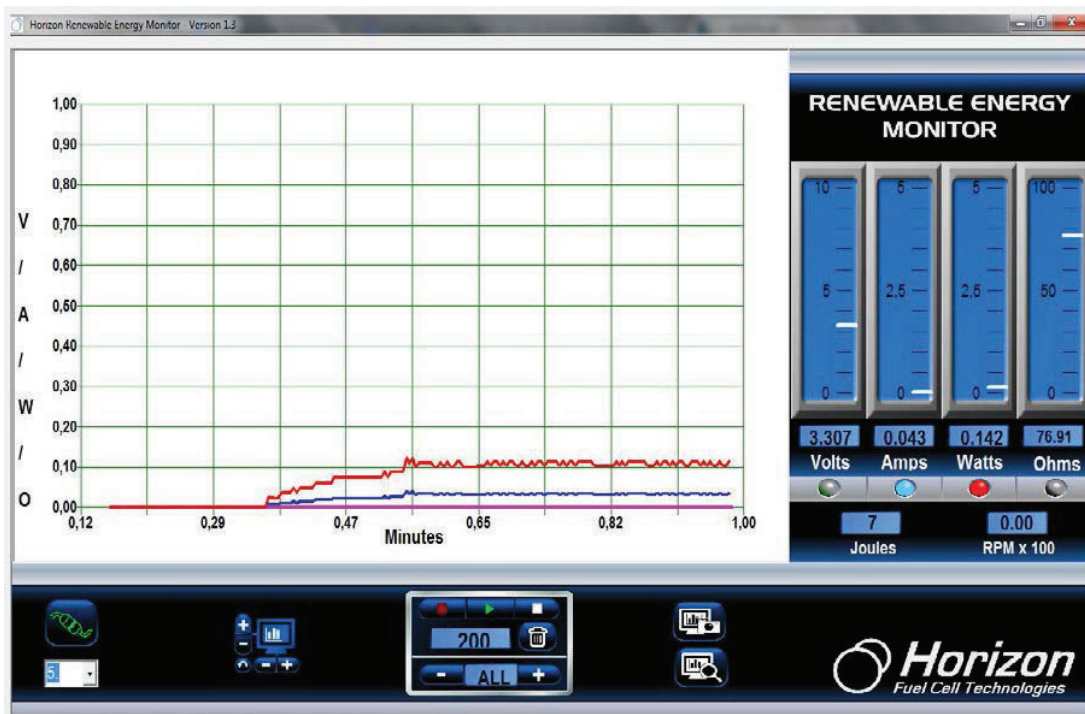 Horizon Renewable Energy Monitor - Version 1.3
RENEWABLE ENERGY
MONITOR
1,00
0,90
0,80
0,70
0,60
0,50
0,40
0,30
0,20
0,10
0,00
V
/
A
/
W
/
O
0,12
0,29
0,47
0,65
0,82
1,00
Minutes
10
5
0
5
2,5
0
5
2,5
0
100
50
0
3.307
0.043
0.142
76.91
Volts
Amps
Watts
Ohms
7
0.00
Joules
RPM x 100
5
200
ALL
Horizon
Fuel Cell Technologies